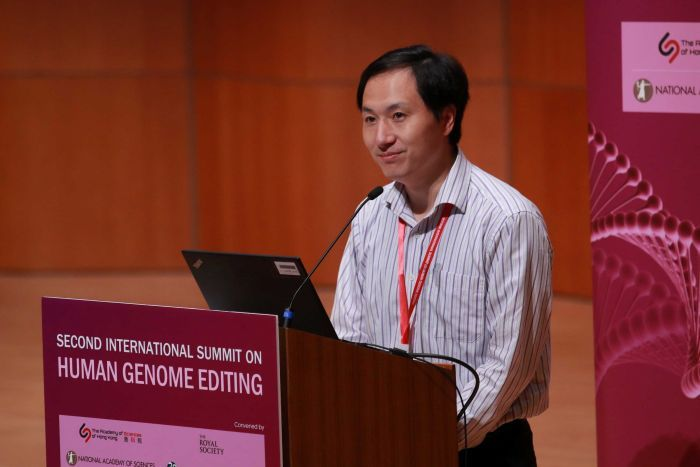 SECOND INTERNATIONAL SUMMIT ON
HUMAN GENOME EDITING
Convened by
The Academy of Sciences
of Hong Kong
THE
ROYAL
SOCIETY
NATIONAL ACADEMY OF SCIENCES
NATIONAL